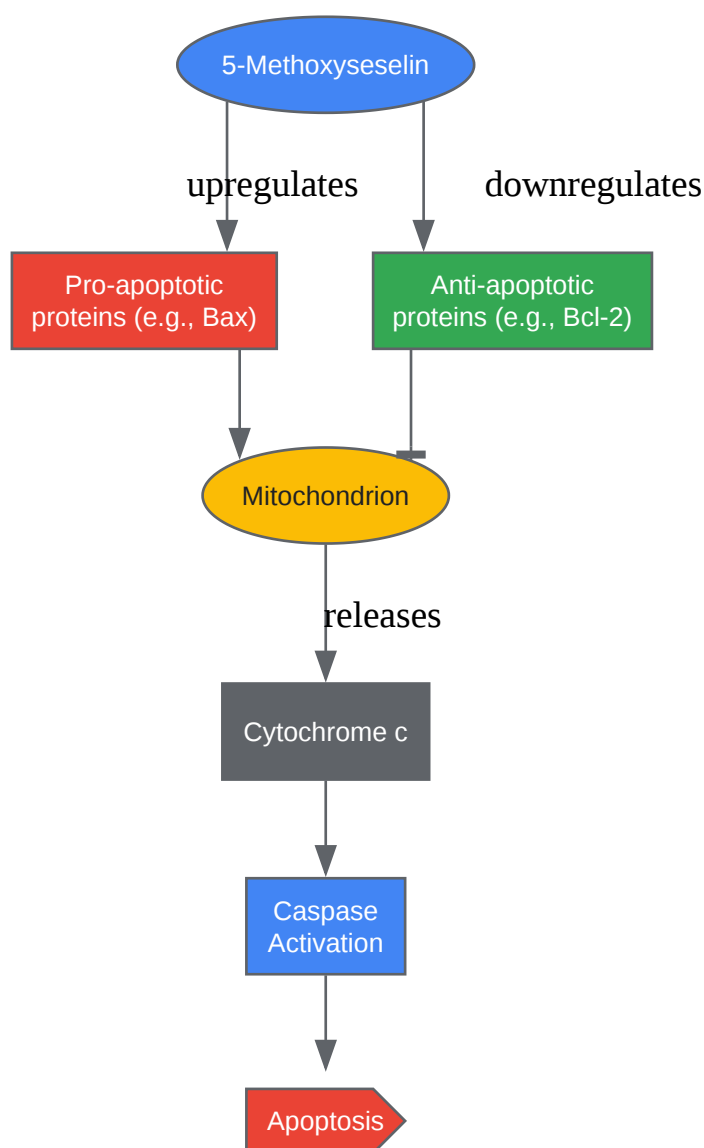 5-Methoxyseselin
upregulates
downregulates
Pro-apoptotic
proteins (e.g., Bax)
Anti-apoptotic
proteins (e.g., Bcl-2)
Mitochondrion
releases
Cytochrome c
Caspase
Activation
Apoptosis